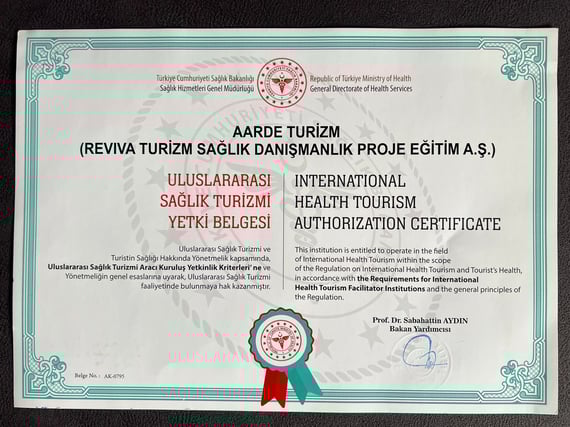 Türkiye Cumhuriyeti Sağlık Bakanlığı
Sağlık Hizmetleri Genel Müdürlüğü
Republic of Türkiye Ministry of Health
General Directorate of Health Services
AARDE TURİZM
(REVIVA TURİZM SAĞLIK DANIŞMANLIK PROJE EĞİTİM A.Ş.)
ULUSLARARASI
SAĞLIK TURİZMİ
YETKİ BELGESİ
INTERNATIONAL
HEALTH TOURISM
AUTHORIZATION CERTIFICATE
Uluslararası Sağlık Turizmi ve
Turistin Sağlığı Hakkında Yönetmelik kapsamında,
Uluslararası Sağlık Turizmi Aracı Kuruluş Yetkinlik Kriterleri'ne ve
Yönetmeliğin genel esaslarına uyarak, Uluslararası Sağlık Turizmi
faaliyetinde bulunmaya hak kazanmıştır.
This institution is entitled to operate in the field
of International Health Tourism within the scope
of the Regulation on International Health Tourism and Tourist's Health,
in accordance with the Requirements for International
Health Tourism Facilitator Institutions and the general principles of
the Regulation.
Prof. Dr. Sabahattin AYDIN
Bakan Yardımcısı
Belge No. : AK-0795